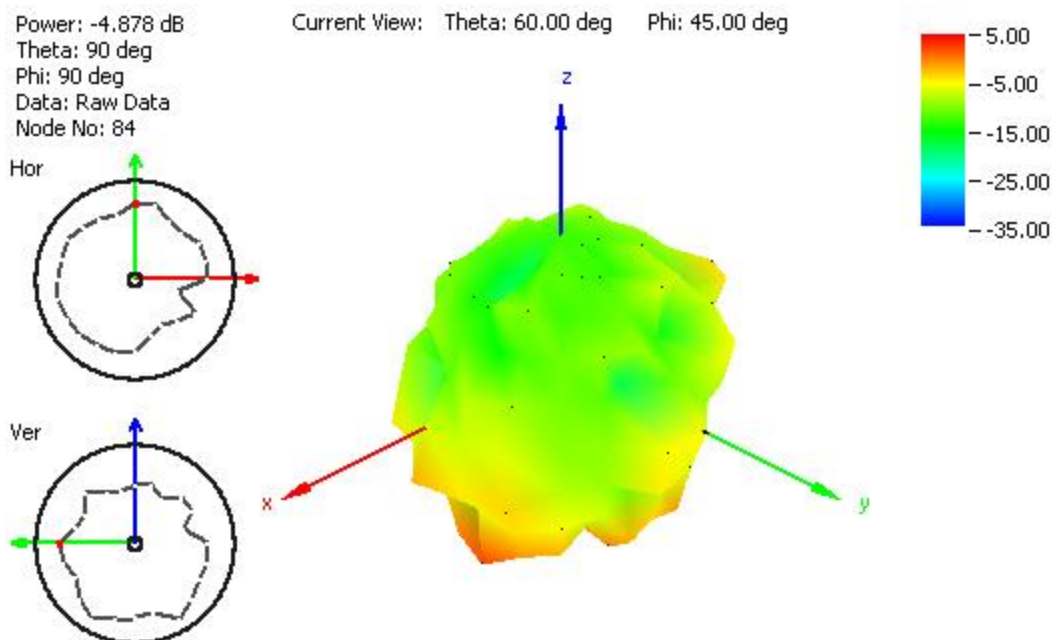 Power: -4.878 dB
Theta: 90 deg
Phi: 90 deg
Data: Raw Data
Node No: 84
Current View: Theta: 60.00 deg Phi: 45.00 deg
5.00
-5.00
-15.00
-25.00
-35.00
Hor
Ver
z
x
y